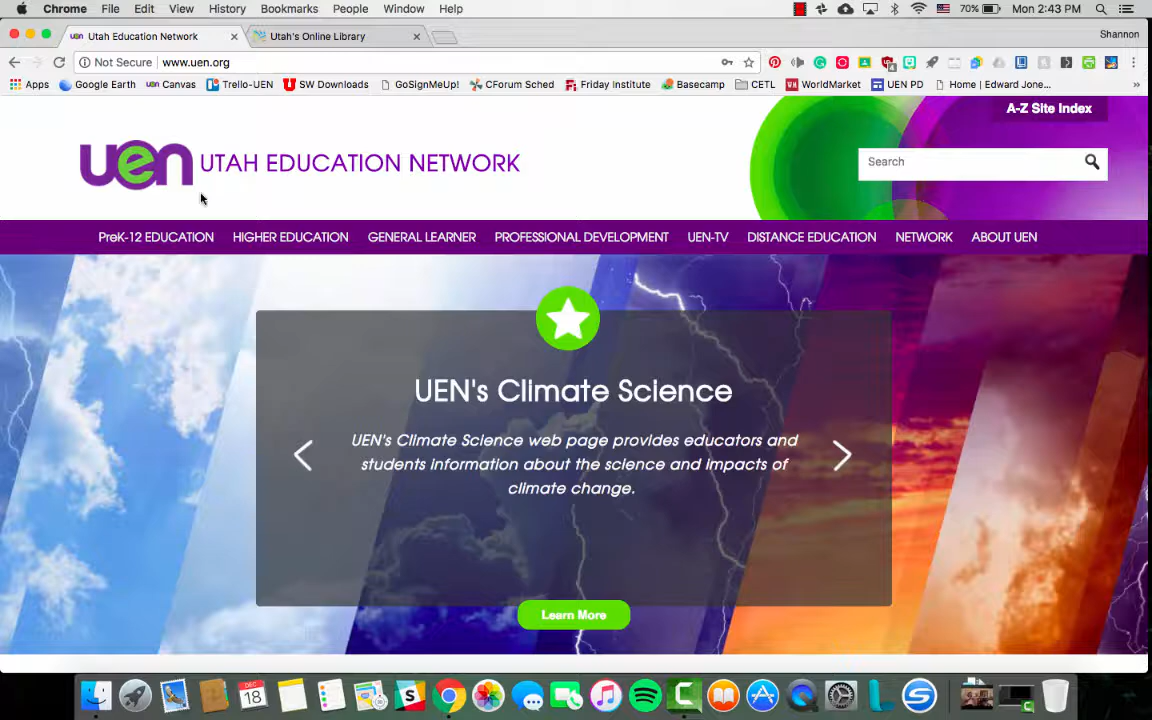 Chrome File Edit View History Bookmarks People Window Help 70% Mon 2:43 PM
uen Utah Education Network Utah's Online Library Shannon
Not Secure www.uen.org
Apps Google Earth uen Canvas Trello-UEN SW Downloads GoSignMeUp! CForum Sched Friday Institute Basecamp CETL WorldMarket UEN PD Home | Edward Jone... »
A-Z Site Index
uen UTAH EDUCATION NETWORK
Search
PreK-12 EDUCATION HIGHER EDUCATION GENERAL LEARNER PROFESSIONAL DEVELOPMENT UEN-TV DISTANCE EDUCATION NETWORK ABOUT UEN
UEN's Climate Science
UEN's Climate Science web page provides educators and
students information about the science and impacts of
climate change.
Learn More
DEC
18